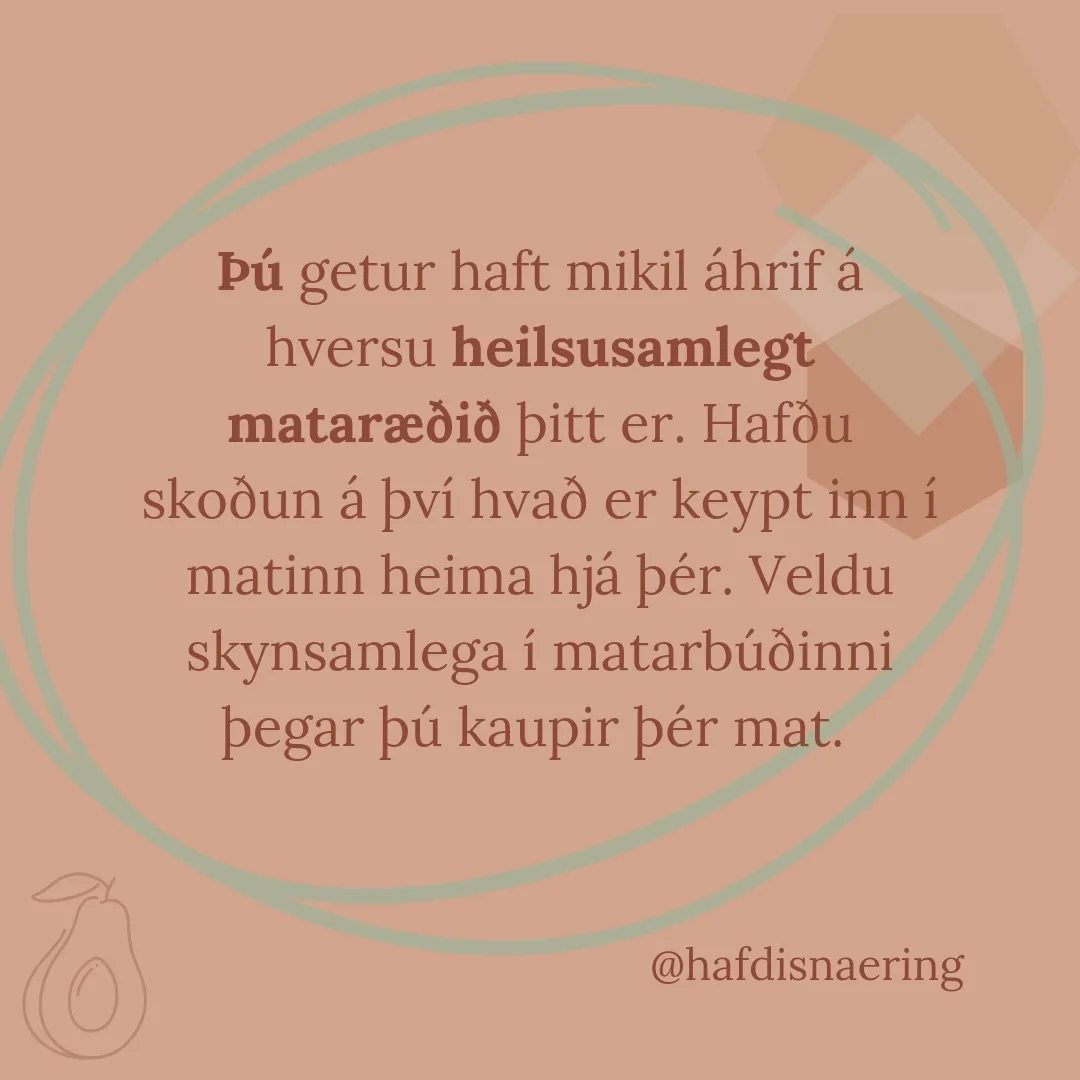 Þú getur haft mikil áhrif á
hversu heilsusamlegt
mataræðið þitt er. Hafðu
skoðun á því hvað er keypt inn í
matinn heima hjá þér. Veldu
skynsamlega í matarbúðinni
þegar þú kaupir þér mat.
@hafdisnaering